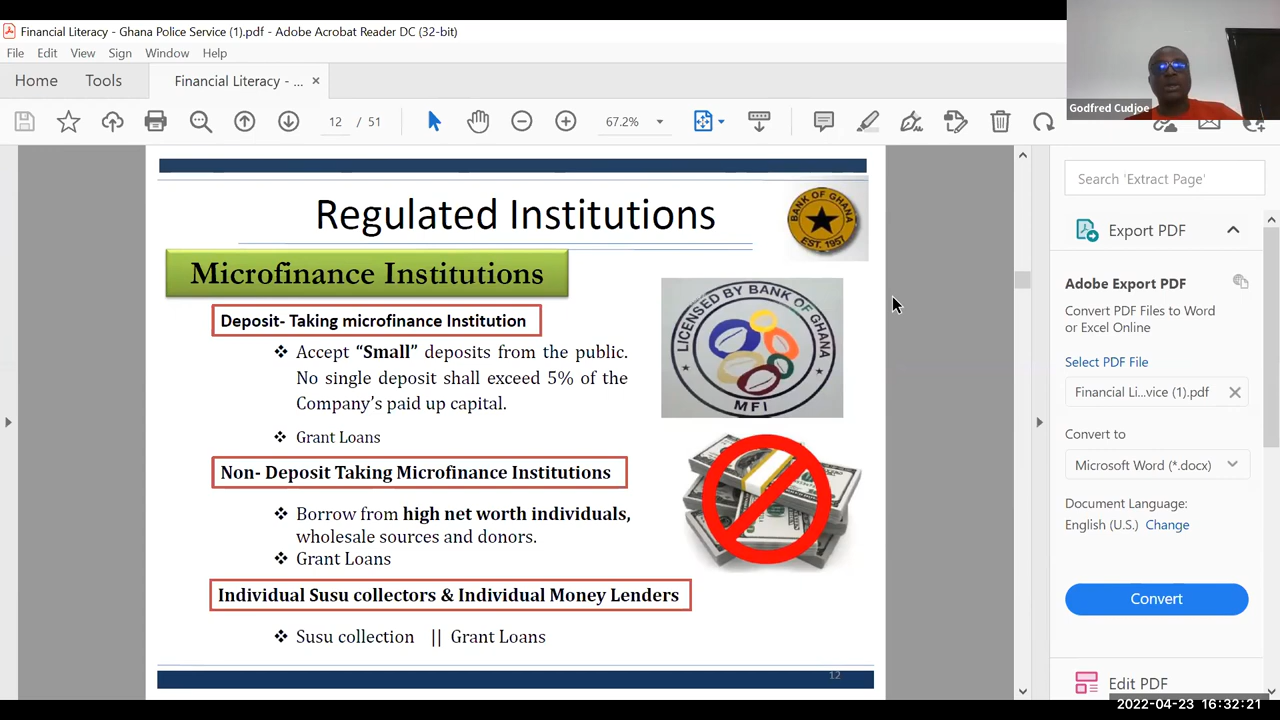 Financial Literacy - Ghana Police Service (1).pdf - Adobe Acrobat Reader DC (32-bit)
File Edit View Sign Window Help
Home Tools Financial Literacy - ... ×
12 / 51 67.2%
Godfred Cudjoe
Regulated Institutions
BANK OF GHANA
EST. 1957
Microfinance Institutions
Deposit- Taking microfinance Institution
❖ Accept “Small” deposits from the public.
No single deposit shall exceed 5% of the
Company’s paid up capital.
❖ Grant Loans
LICENSED BY BANK OF GHANA
MFI
Non- Deposit Taking Microfinance Institutions
❖ Borrow from high net worth individuals,
wholesale sources and donors.
❖ Grant Loans
Individual Susu collectors & Individual Money Lenders
❖ Susu collection || Grant Loans
12
Search 'Extract Page'
Export PDF
Adobe Export PDF
Convert PDF Files to Word
or Excel Online
Select PDF File
Financial Li...vice (1).pdf
Convert to
Microsoft Word (*.docx)
Document Language:
English (U.S.) Change
Convert
Edit PDF
2022-04-23 16:32:21